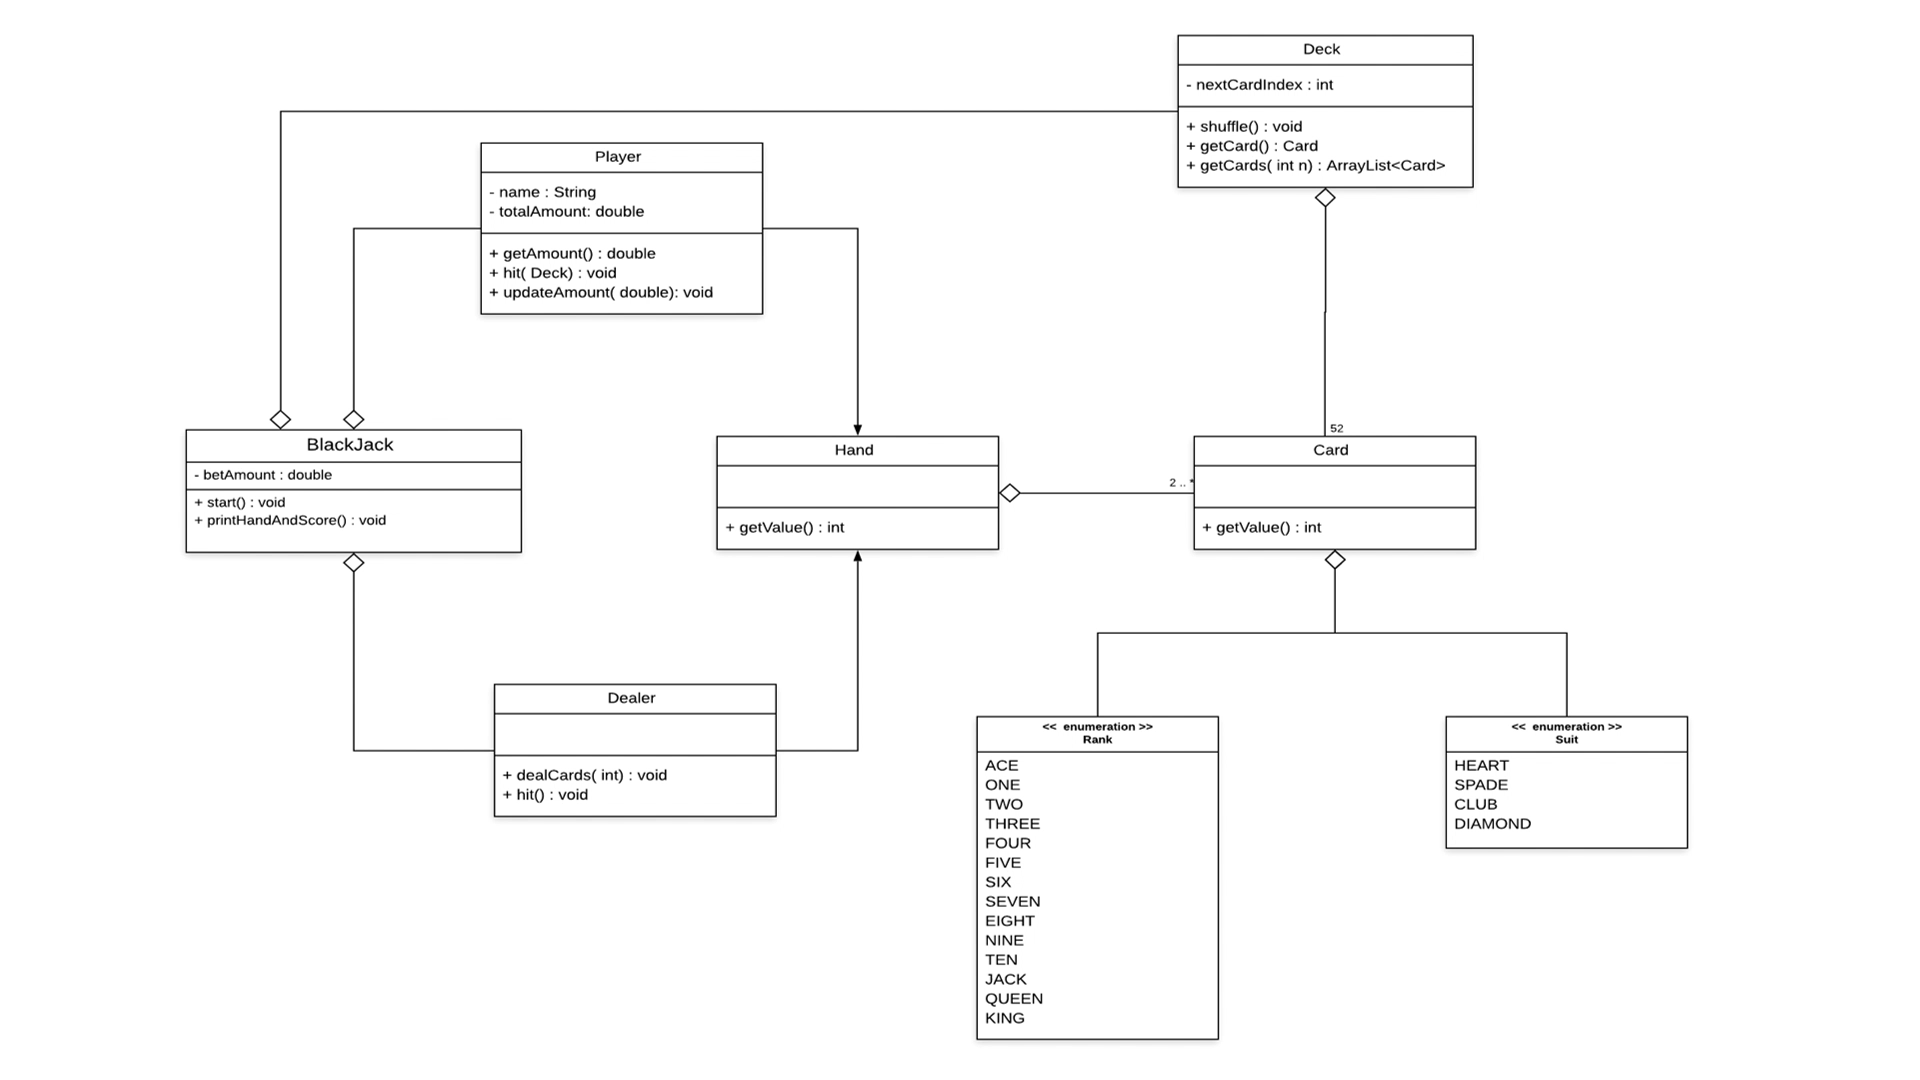 Deck
- nextCardIndex : int
+ shuffle() : void
+ getCard() : Card
+ getCards( int n) : ArrayList<Card>
Player
- name : String
- totalAmount: double
+ getAmount() : double
+ hit( Deck) : void
+ updateAmount( double): void
BlackJack
- betAmount : double
+ start() : void
+ printHandAndScore() : void
Hand
+ getValue() : int
2 .. *
52
Card
+ getValue() : int
Dealer
+ dealCards( int) : void
+ hit() : void
<< enumeration >>
Rank
ACE
ONE
TWO
THREE
FOUR
FIVE
SIX
SEVEN
EIGHT
NINE
TEN
JACK
QUEEN
KING
<< enumeration >>
Suit
HEART
SPADE
CLUB
DIAMOND